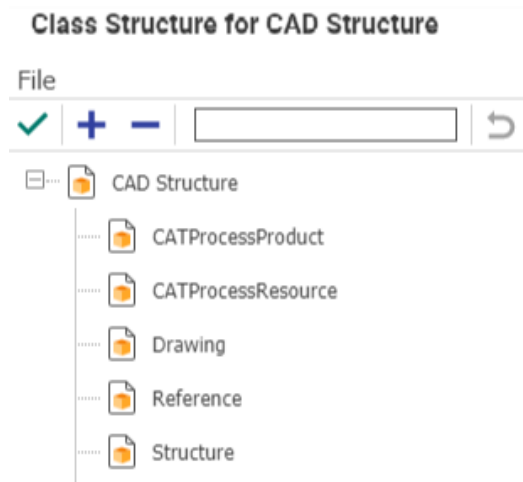 Class Structure for CAD Structure
File
CAD Structure
CATProcessProduct
CATProcessResource
Drawing
Reference
Structure